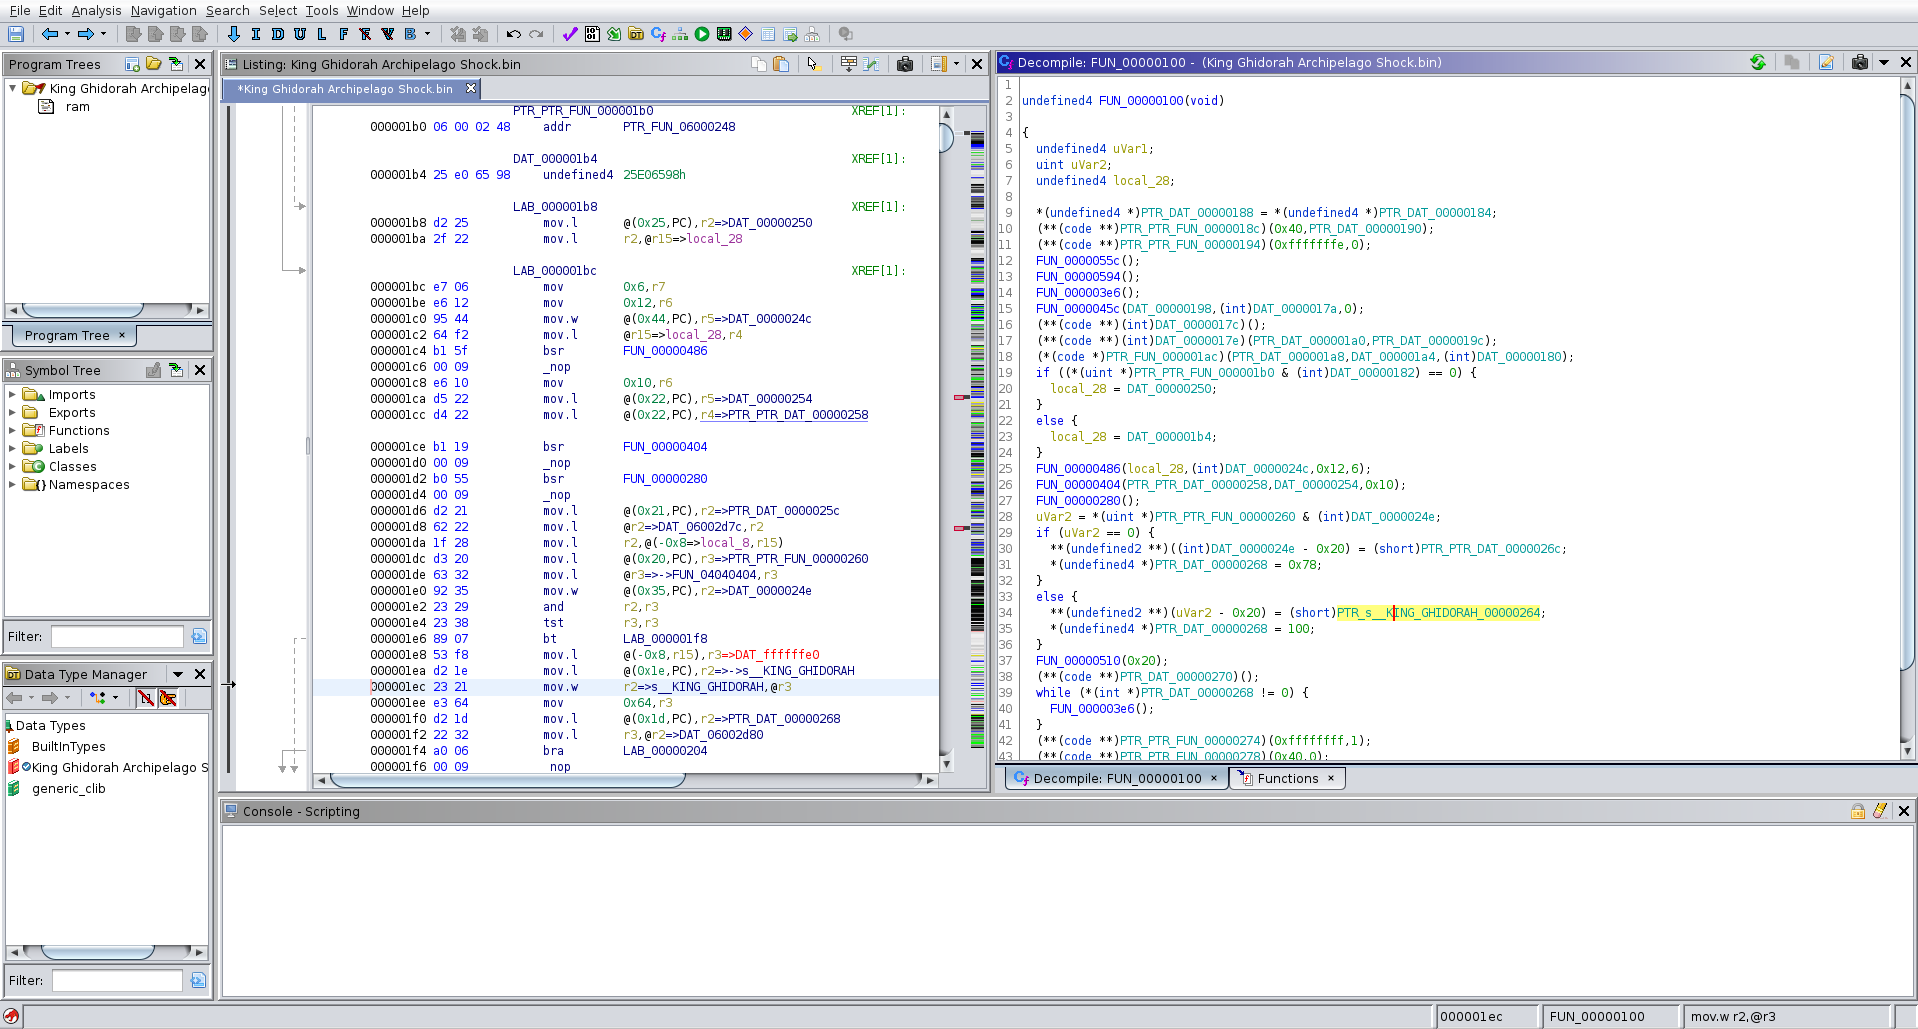 File Edit Analysis Navigation Search Select Tools Window Help
Program Trees
King Ghidorah Archipelag
ram
Program Tree ×
Symbol Tree
Imports
Exports
Functions
Labels
Classes
Namespaces
Filter:
Data Type Manager
Data Types
BuiltInTypes
King Ghidorah Archipelago S
generic_clib
Filter:
Listing: King Ghidorah Archipelago Shock.bin
*King Ghidorah Archipelago Shock.bin
PTR_PTR_FUN_000001b0 XREF[1]:
000001b0 06 00 02 48 addr PTR_FUN_06000248
DAT_000001b4 XREF[1]:
000001b4 25 e0 65 98 undefined4 25E06598h
LAB_000001b8 XREF[1]:
000001b8 d2 25 mov.l @(0x25,PC),r2=>DAT_00000250
000001ba 2f 22 mov.l r2,@r15=>local_28
LAB_000001bc XREF[1]:
000001bc e7 06 mov 0x6,r7
000001be e6 12 mov 0x12,r6
000001c0 95 44 mov.w @(0x44,PC),r5=>DAT_0000024c
000001c2 64 f2 mov.l @r15=>local_28,r4
000001c4 b1 5f bsr FUN_00000486
000001c6 00 09 _nop
000001c8 e6 10 mov 0x10,r6
000001ca d5 22 mov.l @(0x22,PC),r5=>DAT_00000254
000001cc d4 22 mov.l @(0x22,PC),r4=>PTR_PTR_DAT_00000258
000001ce b1 19 bsr FUN_00000404
000001d0 00 09 _nop
000001d2 b0 55 bsr FUN_00000280
000001d4 00 09 _nop
000001d6 d2 21 mov.l @(0x21,PC),r2=>PTR_DAT_0000025c
000001d8 62 22 mov.l @r2=>DAT_06002d7c,r2
000001da 1f 28 mov.l r2,@(-0x8=>local_8,r15)
000001dc d3 20 mov.l @(0x20,PC),r3=>PTR_PTR_FUN_00000260
000001de 63 32 mov.l @r3=>->FUN_04040404,r3
000001e0 92 35 mov.w @(0x35,PC),r2=>DAT_0000024e
000001e2 23 29 and r2,r3
000001e4 23 38 tst r3,r3
000001e6 89 07 bt LAB_000001f8
000001e8 53 f8 mov.l @(-0x8,r15),r3=>DAT_ffffffe0
000001ea d2 1e mov.l @(0x1e,PC),r2=>->s__KING_GHIDORAH
000001ec 23 21 mov.w r2=>s__KING_GHIDORAH,@r3
000001ee e3 64 mov 0x64,r3
000001f0 d2 1d mov.l @(0x1d,PC),r2=>PTR_DAT_00000268
000001f2 22 32 mov.l r3,@r2=>DAT_06002d80
000001f4 a0 06 bra LAB_00000204
000001f6 00 09 _nop
Decompile: FUN_00000100 - (King Ghidorah Archipelago Shock.bin)
1
2 undefined4 FUN_00000100(void)
3
4 {
5 undefined4 uVar1;
6 uint uVar2;
7 undefined4 local_28;
8
9 *(undefined4 *)PTR_DAT_00000188 = *(undefined4 *)PTR_DAT_00000184;
10 (**(code **)PTR_PTR_FUN_0000018c)(0x40,PTR_DAT_00000190);
11 (**(code **)PTR_PTR_FUN_00000194)(0xfffffffe,0);
12 FUN_0000055c();
13 FUN_00000594();
14 FUN_000003e6();
15 FUN_0000045c(DAT_00000198,(int)DAT_0000017a,0);
16 (**(code **)(int)DAT_0000017c)();
17 (**(code **)(int)DAT_0000017e)(PTR_DAT_000001a0,PTR_DAT_0000019c);
18 (*(code *)PTR_FUN_000001ac)(PTR_DAT_000001a8,DAT_000001a4,(int)DAT_00000180);
19 if ((*(uint *)PTR_PTR_FUN_000001b0 & (int)DAT_00000182) == 0) {
20 local_28 = DAT_00000250;
21 }
22 else {
23 local_28 = DAT_000001b4;
24 }
25 FUN_00000486(local_28,(int)DAT_0000024c,0x12,6);
26 FUN_00000404(PTR_PTR_DAT_00000258,DAT_00000254,0x10);
27 FUN_00000280();
28 uVar2 = *(uint *)PTR_PTR_FUN_00000260 & (int)DAT_0000024e;
29 if (uVar2 == 0) {
30 **(undefined2 **)((int)DAT_0000024e - 0x20) = (short)PTR_PTR_DAT_0000026c;
31 *(undefined4 *)PTR_DAT_00000268 = 0x78;
32 }
33 else {
34 **(undefined2 **)(uVar2 - 0x20) = (short)PTR_s__KING_GHIDORAH_00000264;
35 *(undefined4 *)PTR_DAT_00000268 = 100;
36 }
37 FUN_00000510(0x20);
38 (**(code **)PTR_DAT_00000270)();
39 while (*(int *)PTR_DAT_00000268 != 0) {
40 FUN_000003e6();
41 }
42 (**(code **)PTR_PTR_FUN_00000274)(0xffffffff,1);
43 (**(code **)PTR_PTR_FUN_00000278)(0x40,0);
Decompile: FUN_00000100 × Functions ×
Console - Scripting
000001ec FUN_00000100 mov.w r2,@r3